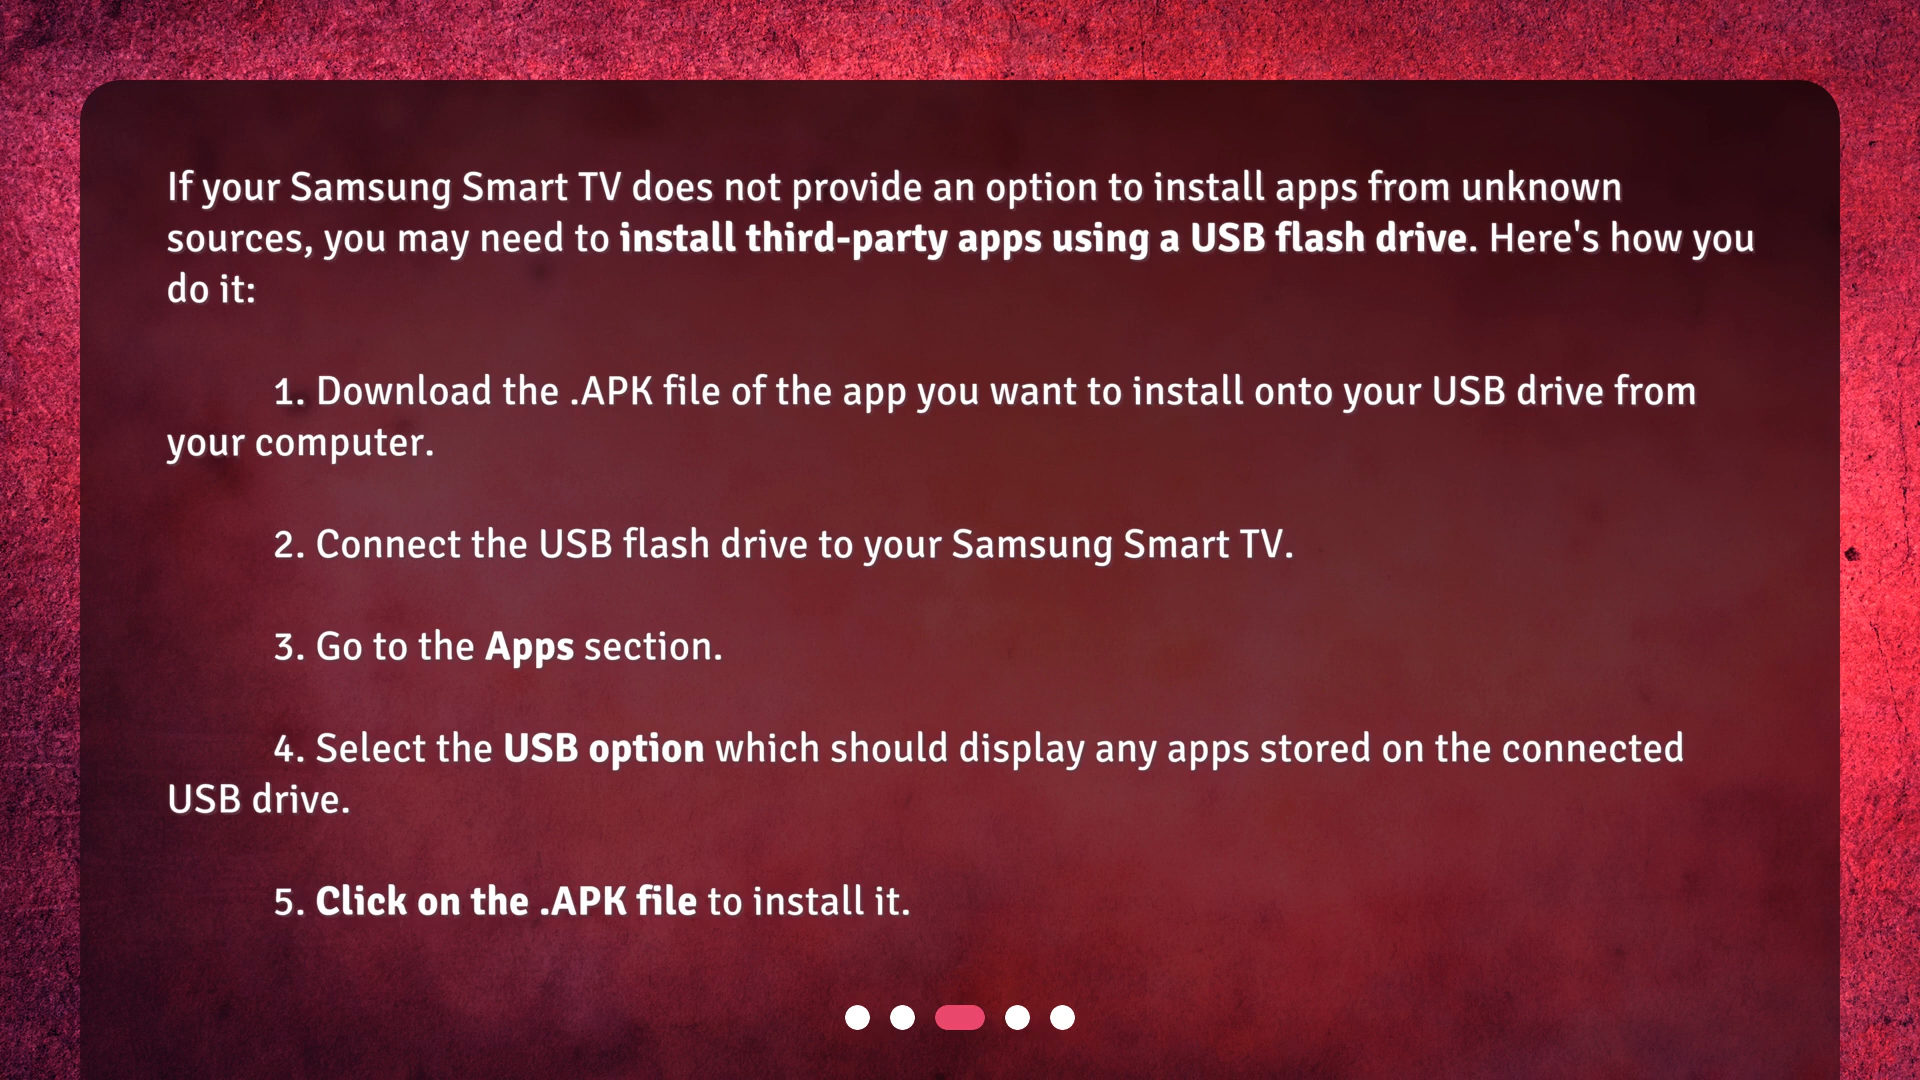 If your Samsung Smart TV does not provide an option to install apps from unknown
sources, you may need to install third-party apps using a USB flash drive. Here's how you
do it:
1. Download the .APK file of the app you want to install onto your USB drive from
your computer.
2. Connect the USB flash drive to your Samsung Smart TV.
3. Go to the Apps section.
4. Select the USB option which should display any apps stored on the connected
USB drive.
5. Click on the .APK file to install it.